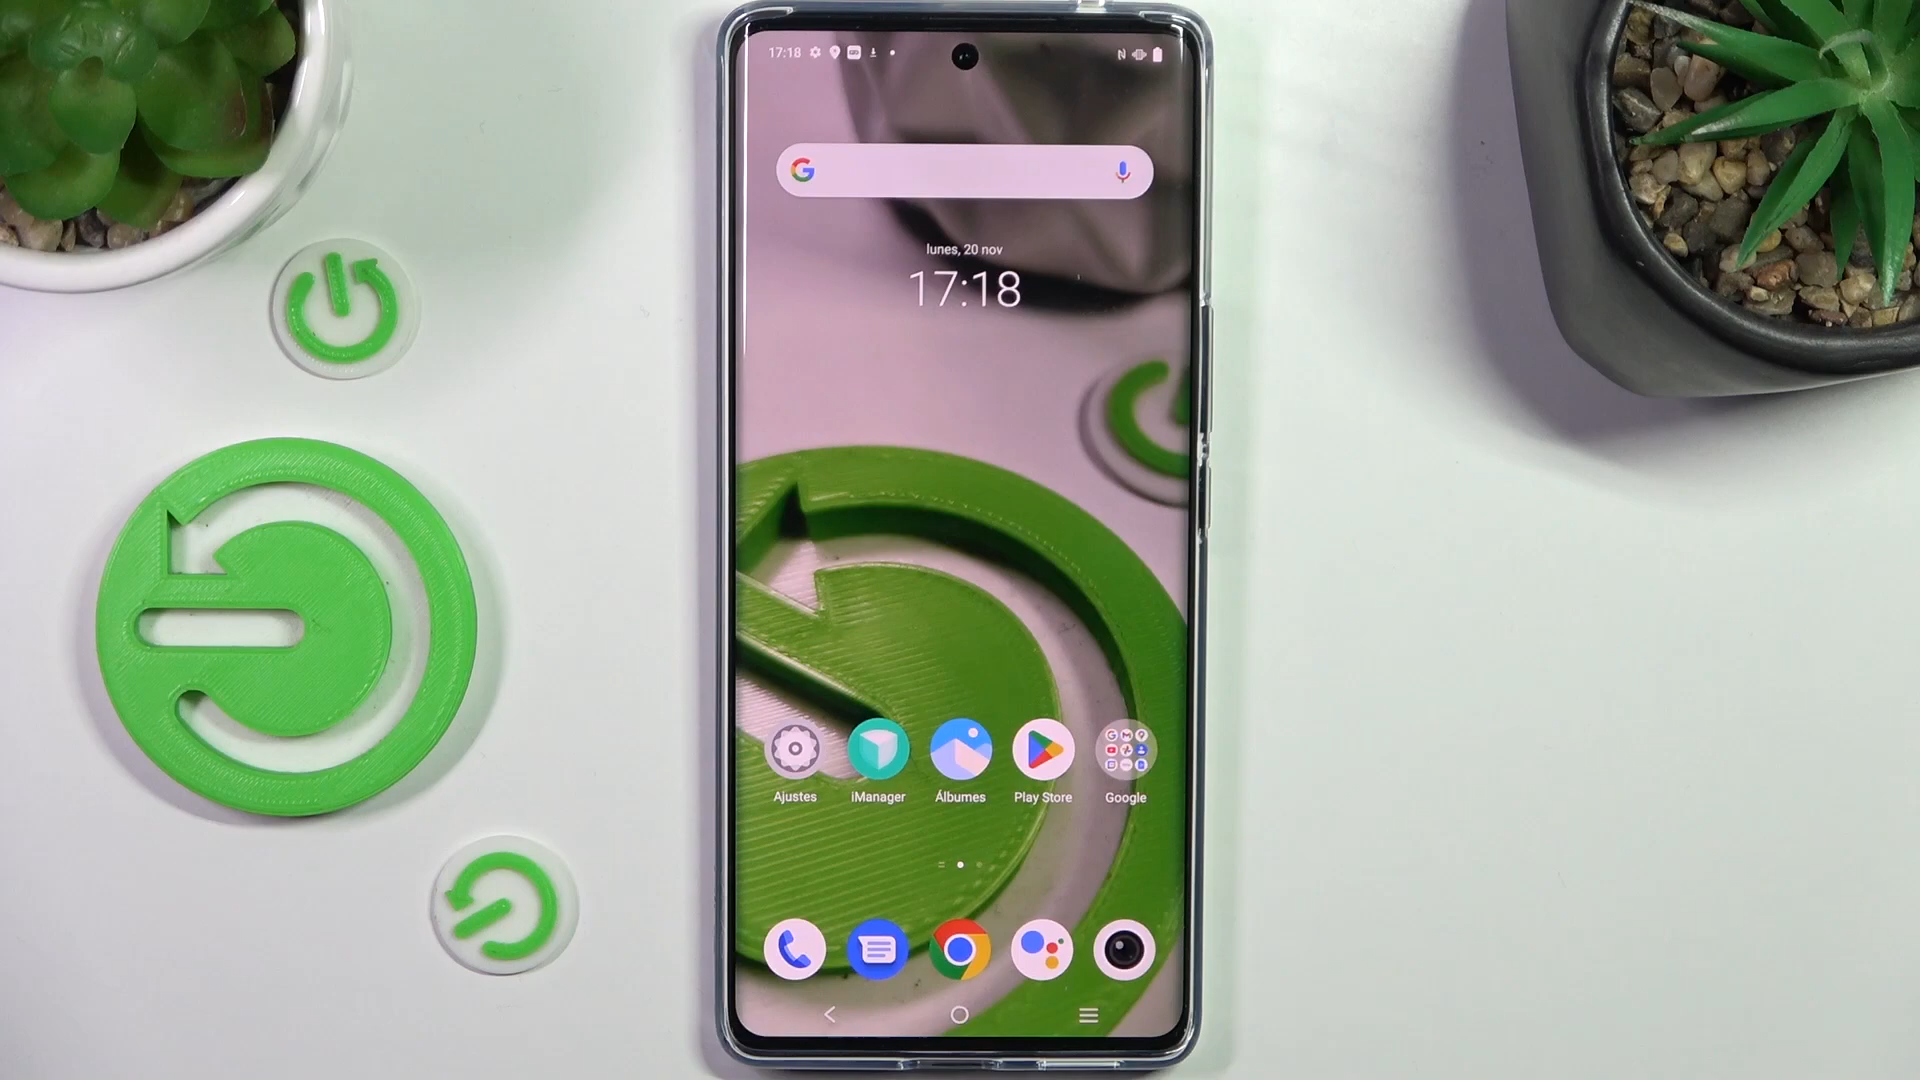 17:18
lunes, 20 nov
17:18
Ajustes
iManager
Álbumes
Play Store
Google